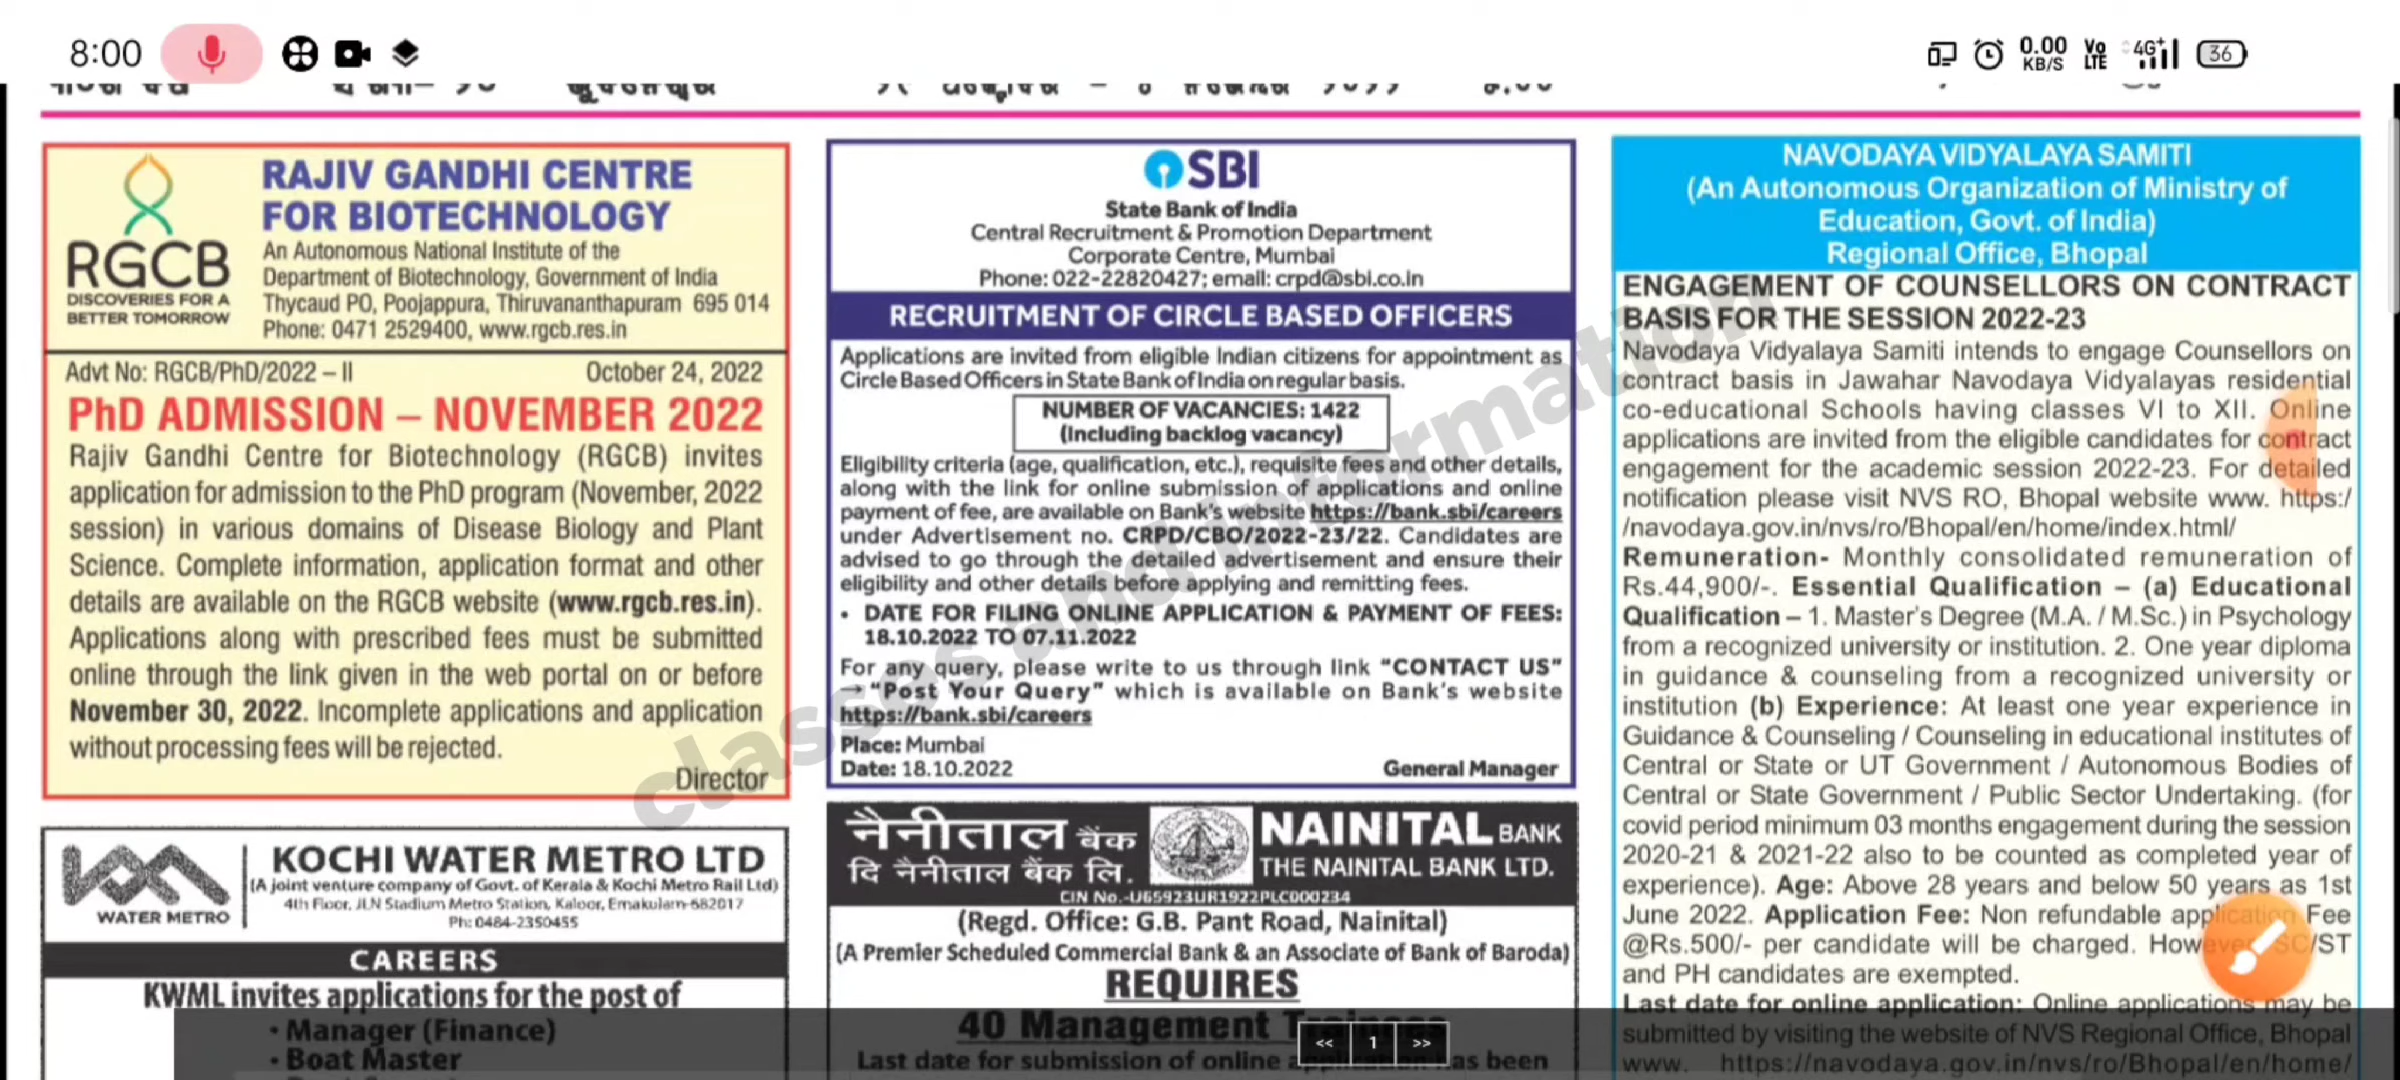 8:00
0.00 KB/S
Vo LTE
4G+
36
RGCB
DISCOVERIES FOR A
BETTER TOMORROW
RAJIV GANDHI CENTRE
FOR BIOTECHNOLOGY
An Autonomous National Institute of the
Department of Biotechnology, Government of India
Thycaud PO, Poojappura, Thiruvananthapuram 695 014
Phone: 0471 2529400, www.rgcb.res.in
Advt No: RGCB/PhD/2022 – II October 24, 2022
PhD ADMISSION – NOVEMBER 2022
Rajiv Gandhi Centre for Biotechnology (RGCB) invites
application for admission to the PhD program (November, 2022
session) in various domains of Disease Biology and Plant
Science. Complete information, application format and other
details are available on the RGCB website (www.rgcb.res.in).
Applications along with prescribed fees must be submitted
online through the link given in the web portal on or before
November 30, 2022. Incomplete applications and application
without processing fees will be rejected.
Director
WATER METRO
KOCHI WATER METRO LTD
(A joint venture company of Govt. of Kerala & Kochi Metro Rail Ltd)
4th Floor, JLN Stadium Metro Station, Kaloor, Ernakulam-682017
Ph: 0484-2350455
CAREERS
KWML invites applications for the post of
• Manager (Finance)
• Boat Master
SBI
State Bank of India
Central Recruitment & Promotion Department
Corporate Centre, Mumbai
Phone: 022-22820427; email: crpd@sbi.co.in
RECRUITMENT OF CIRCLE BASED OFFICERS
Applications are invited from eligible Indian citizens for appointment as
Circle Based Officers in State Bank of India on regular basis.
NUMBER OF VACANCIES: 1422
(Including backlog vacancy)
Eligibility criteria (age, qualification, etc.), requisite fees and other details,
along with the link for online submission of applications and online
payment of fee, are available on Bank's website https://bank.sbi/careers
under Advertisement no. CRPD/CBO/2022-23/22. Candidates are
advised to go through the detailed advertisement and ensure their
eligibility and other details before applying and remitting fees.
• DATE FOR FILING ONLINE APPLICATION & PAYMENT OF FEES:
18.10.2022 TO 07.11.2022
For any query, please write to us through link "CONTACT US"
→ "Post Your Query" which is available on Bank's website
https://bank.sbi/careers
Place: Mumbai
Date: 18.10.2022 General Manager
नैनीताल बैंक
दि नैनीताल बैंक लि.
NAINITAL BANK
THE NAINITAL BANK LTD.
CIN No.-U65923UR1922PLC000234
(Regd. Office: G.B. Pant Road, Nainital)
(A Premier Scheduled Commercial Bank & an Associate of Bank of Baroda)
REQUIRES
40 Management
Last date for submission of online has been
<< 1 >>
NAVODAYA VIDYALAYA SAMITI
(An Autonomous Organization of Ministry of
Education, Govt. of India)
Regional Office, Bhopal
ENGAGEMENT OF COUNSELLORS ON CONTRACT
BASIS FOR THE SESSION 2022-23
Navodaya Vidyalaya Samiti intends to engage Counsellors on
contract basis in Jawahar Navodaya Vidyalayas residential
co-educational Schools having classes VI to XII. Online
applications are invited from the eligible candidates for contract
engagement for the academic session 2022-23. For detailed
notification please visit NVS RO, Bhopal website www. https:/
/navodaya.gov.in/nvs/ro/Bhopal/en/home/index.html/
Remuneration- Monthly consolidated remuneration of
Rs.44,900/-. Essential Qualification – (a) Educational
Qualification – 1. Master's Degree (M.A. / M.Sc.) in Psychology
from a recognized university or institution. 2. One year diploma
in guidance & counseling from a recognized university or
institution (b) Experience: At least one year experience in
Guidance & Counseling / Counseling in educational institutes of
Central or State or UT Government / Autonomous Bodies of
Central or State Government / Public Sector Undertaking. (for
covid period minimum 03 months engagement during the session
2020-21 & 2021-22 also to be counted as completed year of
experience). Age: Above 28 years and below 50 years as 1st
June 2022. Application Fee: Non refundable application Fee
@Rs.500/- per candidate will be charged. However SC/ST
and PH candidates are exempted.
Last date for online application: Online applications may be
submitted by visiting the website of NVS Regional Office, Bhopal
www. https://navodaya.gov.in/nvs/ro/Bhopal/en/home/
classes and information